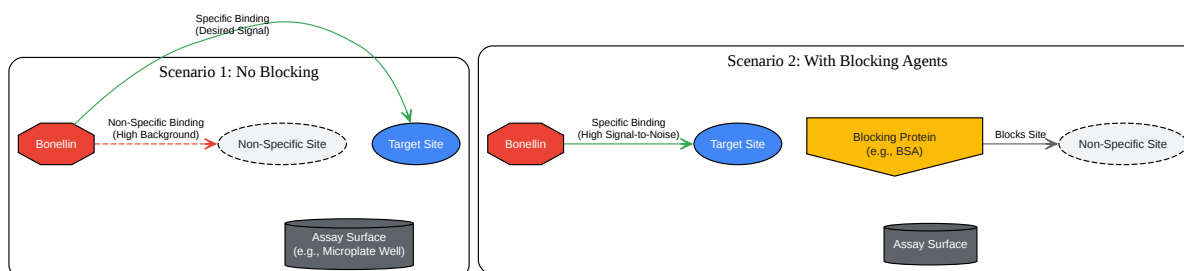 Specific Binding
(Desired Signal)
Scenario 1: No Blocking
Bonellin
Non-Specific Binding
(High Background)
Non-Specific Site
Target Site
Assay Surface
(e.g., Microplate Well)
Scenario 2: With Blocking Agents
Bonellin
Specific Binding
(High Signal-to-Noise)
Target Site
Blocking Protein
(e.g., BSA)
Blocks Site
Non-Specific Site
Assay Surface